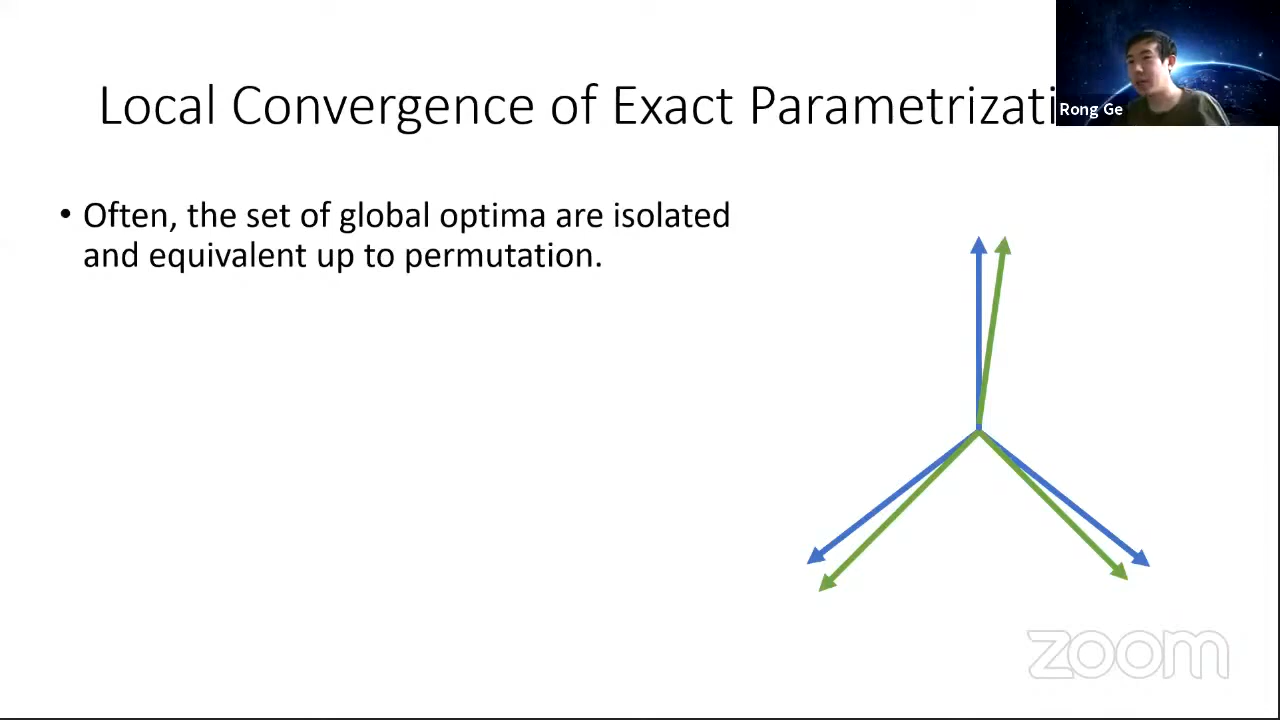 Local Convergence of Exact Parametrizati
Rong Ge
• Often, the set of global optima are isolated
and equivalent up to permutation.
zoom